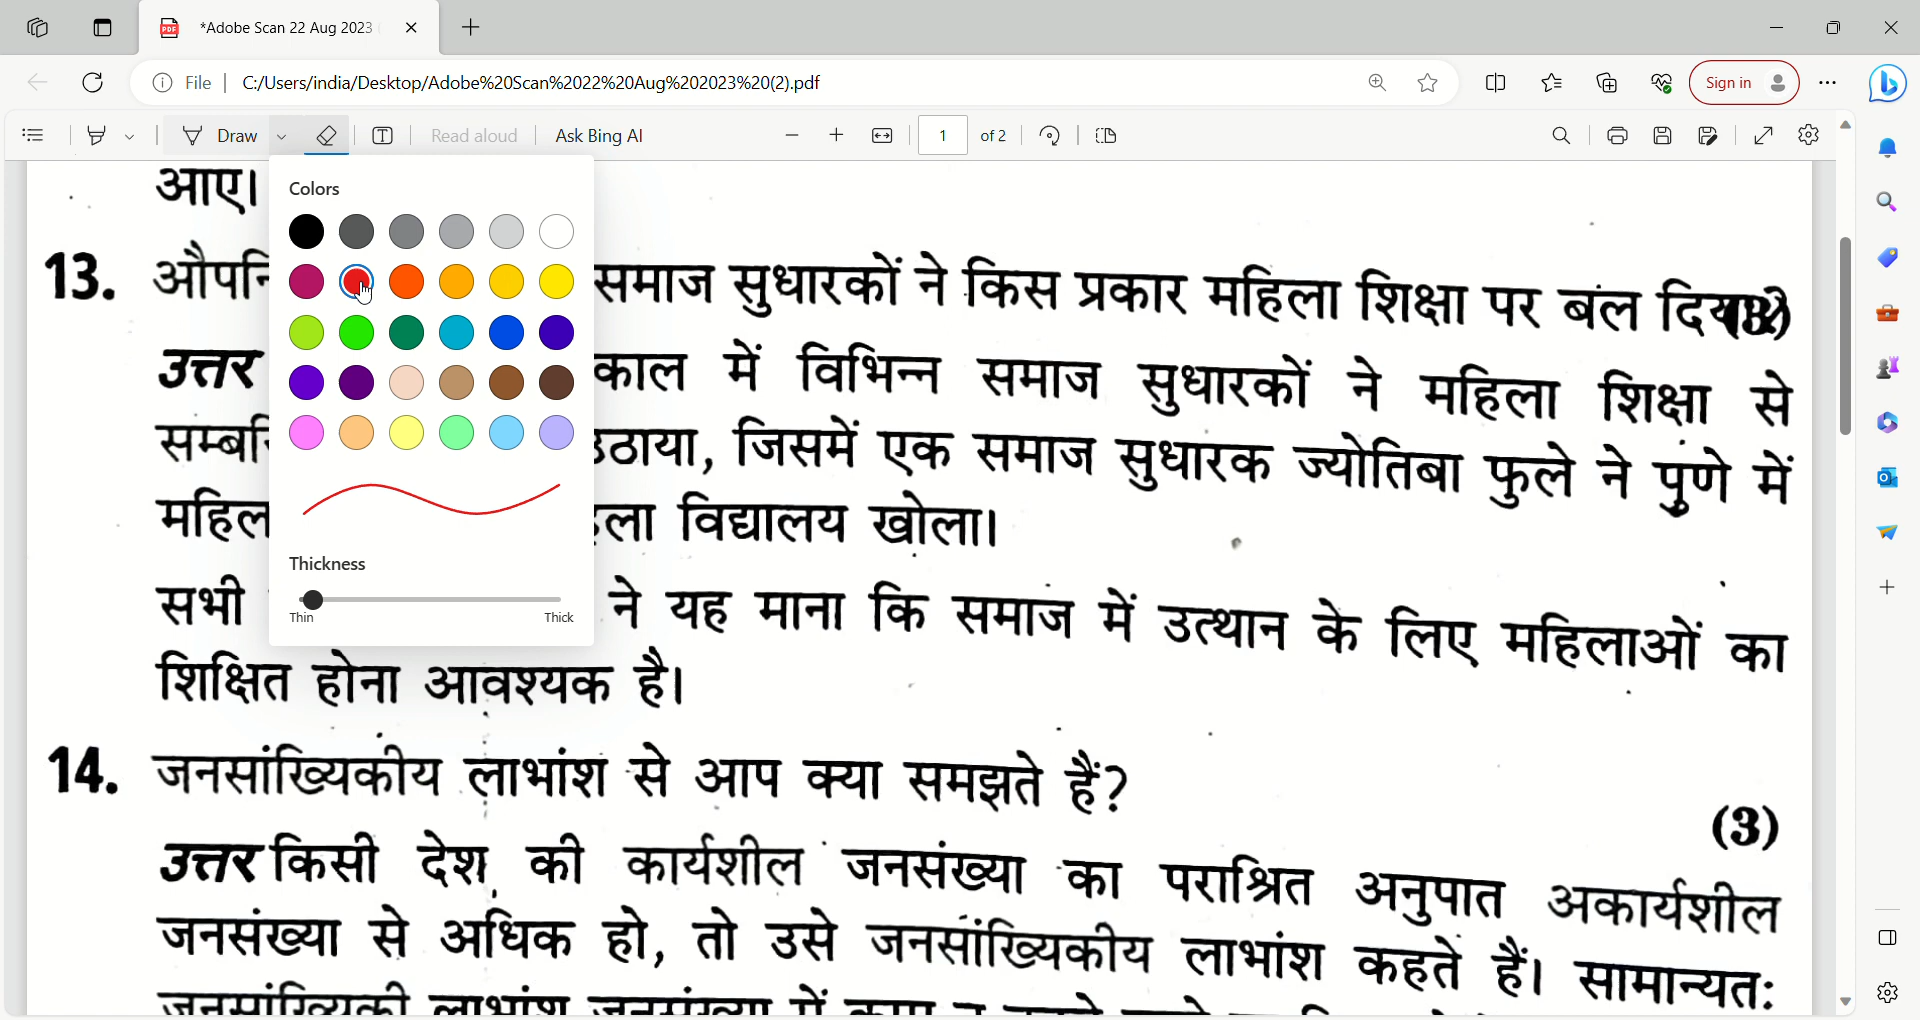 *Adobe Scan 22 Aug 2023
File C:/Users/india/Desktop/Adobe%20Scan%2022%20Aug%202023%20(2).pdf
Sign in
Draw
Read aloud
Ask Bing AI
1 of 2
Colors
Thickness
Thin Thick
आए।
13. समाज सुधारकों ने किस प्रकार महिला शिक्षा पर बल
उत्तर काल में विभिन्न समाज सुधारकों ने महिला शिक्षा से
उठाया, जिसमें एक समाज सुधारक ज्योतिबा फुले ने पुणे में
विद्यालय खोला।
सभी ने यह माना कि समाज में उत्थान के लिए महिलाओं का
शिक्षित होना आवश्यक है।
14. जनसांख्यिकीय लाभांश से आप क्या समझते हैं?
(3)
उत्तर किसी देश की कार्यशील जनसंख्या का पराश्रित अनुपात अकार्यशील
जनसंख्या से अधिक हो, तो उसे जनसांख्यिकीय लाभांश कहते हैं। सामान्यतः